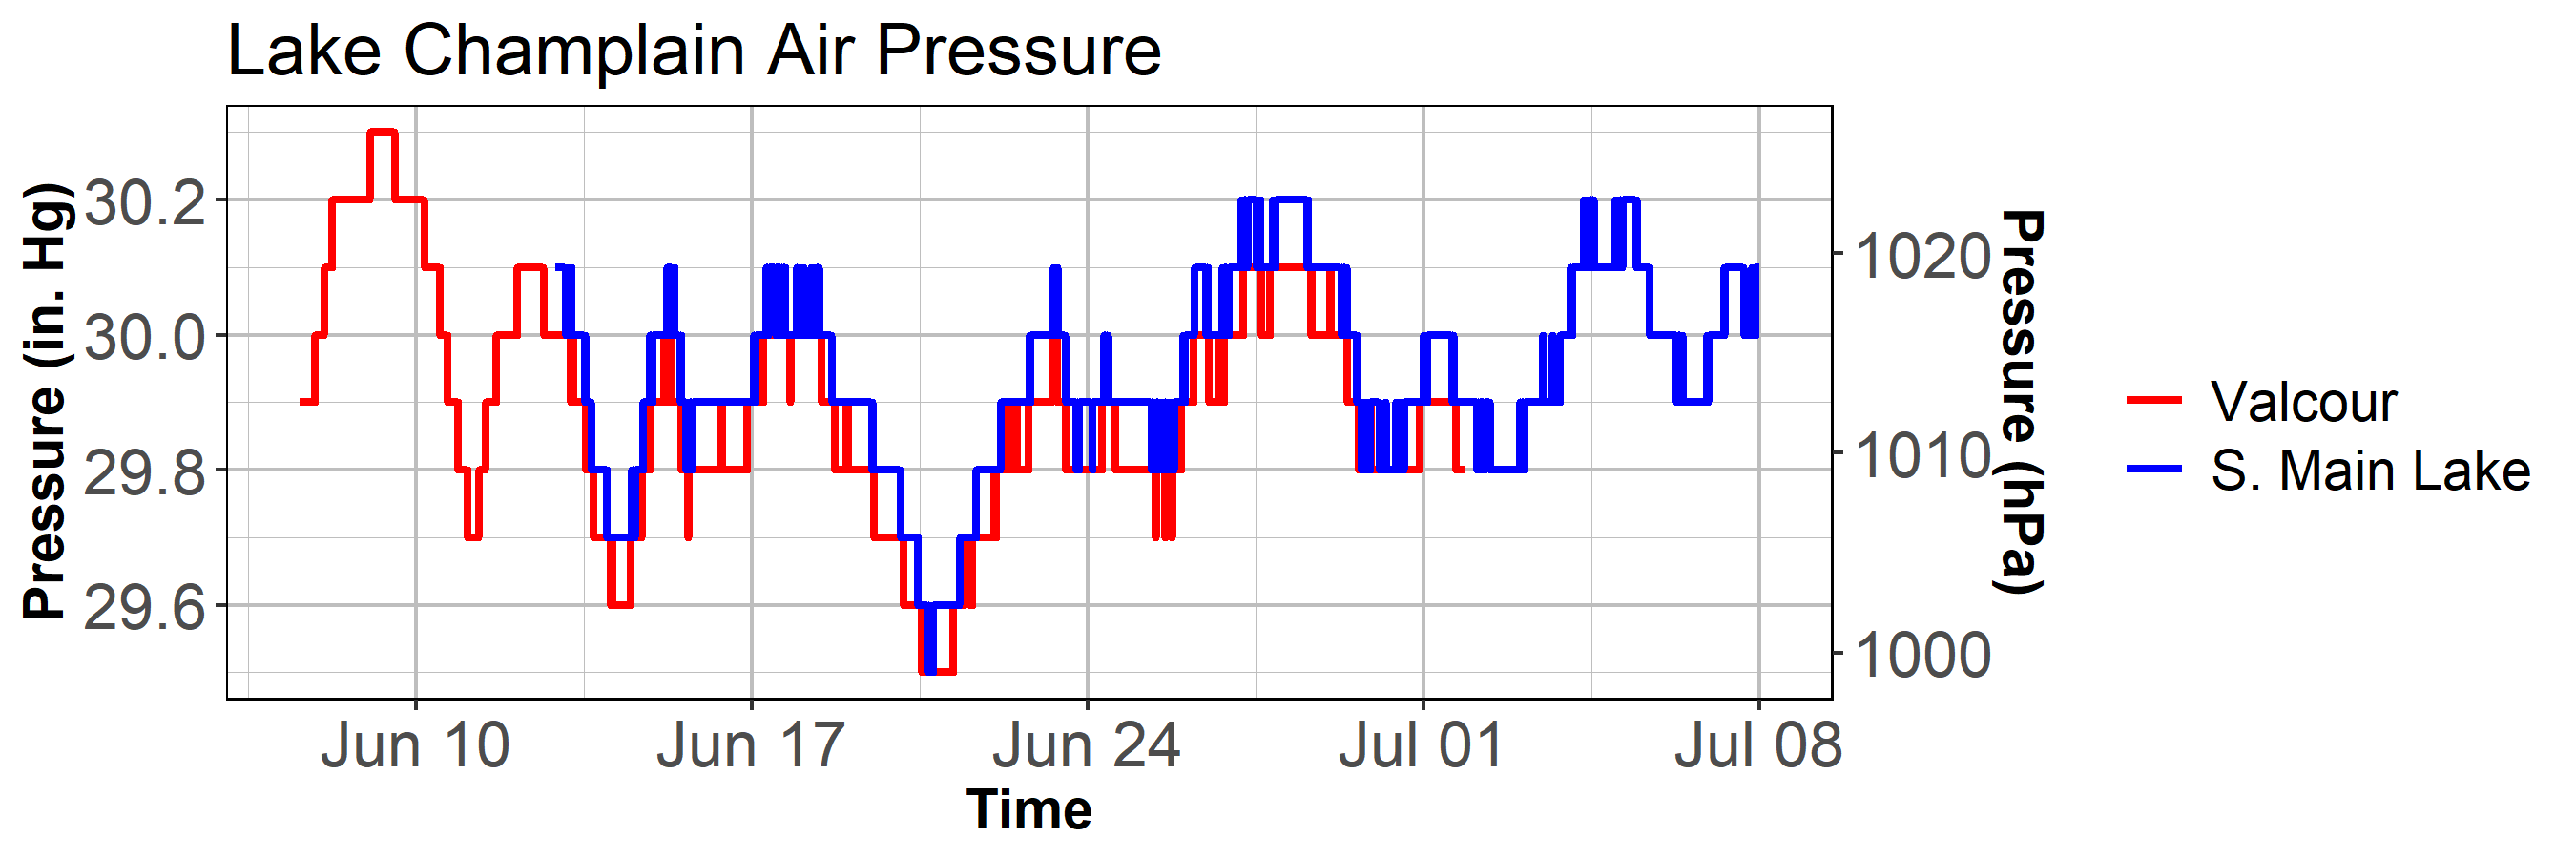 Lake Champlain Air Pressure
Pressure (in. Hg)
30.2
30.0
29.8
29.6
1020
1010
1000
Pressure (hPa)
Jun 10
Jun 17
Jun 24
Jul 01
Jul 08
Time
Valcour
S. Main Lake